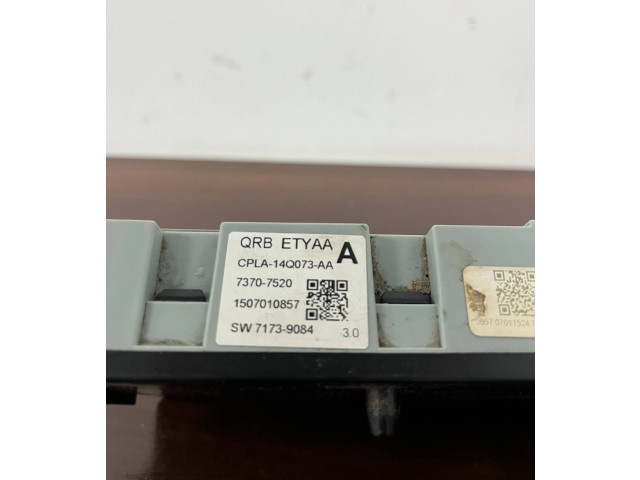 QRB ETYAA A
CPLA-14Q073-AA
7370-7520
1507010857
SW 7173-9084 3.0